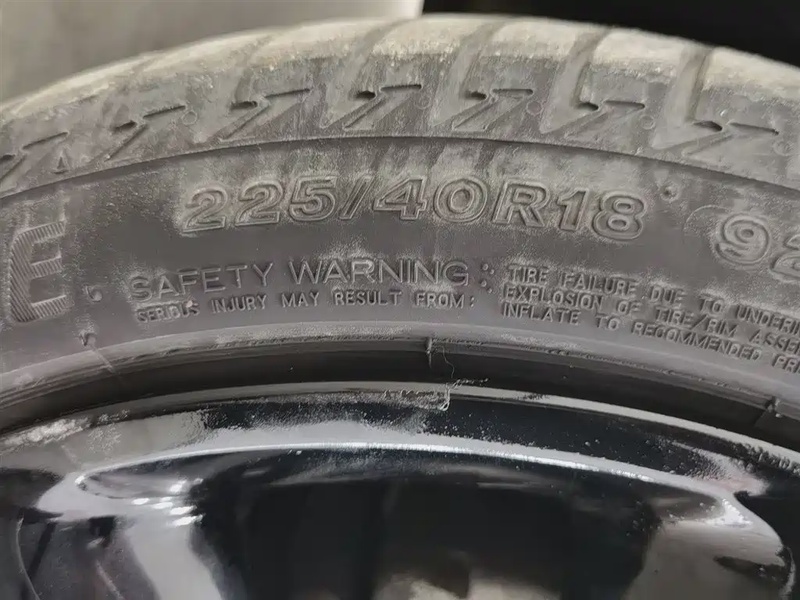 225/40R18 92
E
SAFETY WARNING:
SERIOUS INJURY MAY RESULT FROM:
TIRE FAILURE DUE TO
EXPLOSION OF TIRE/RIM
INFLATE TO RECOMMENDED